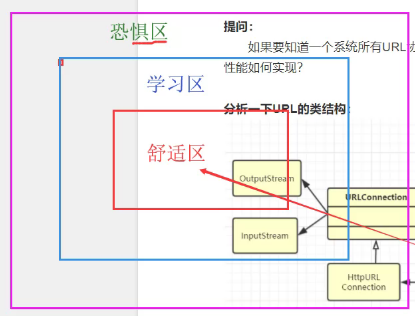 恐惧区
提问：
如果要知道一个系统所有URL
性能如何实现？
学习区
分析一下URL的类结构：
舒适区
OutputStream
URLConnection
InputStream
HttpURL
Connection